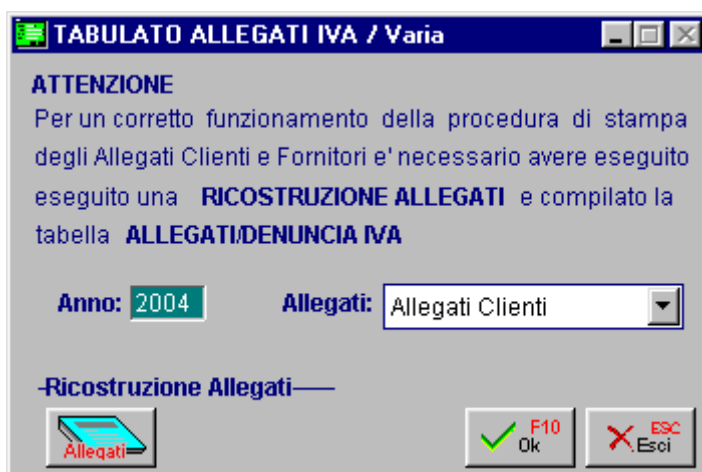 TABULATO ALLEGATI IVA / Varia
ATTENZIONE
Per un corretto funzionamento della procedura di stampa
degli Allegati Clienti e Fornitori e' necessario avere eseguito
eseguito una RICOSTRUZIONE ALLEGATI e compilato la
tabella ALLEGATI/DENUNCIA IVA
Anno: 2004 Allegati: Allegati Clienti
-Ricostruzione Allegati
Allegati
F10
Ok
ESC
Esci